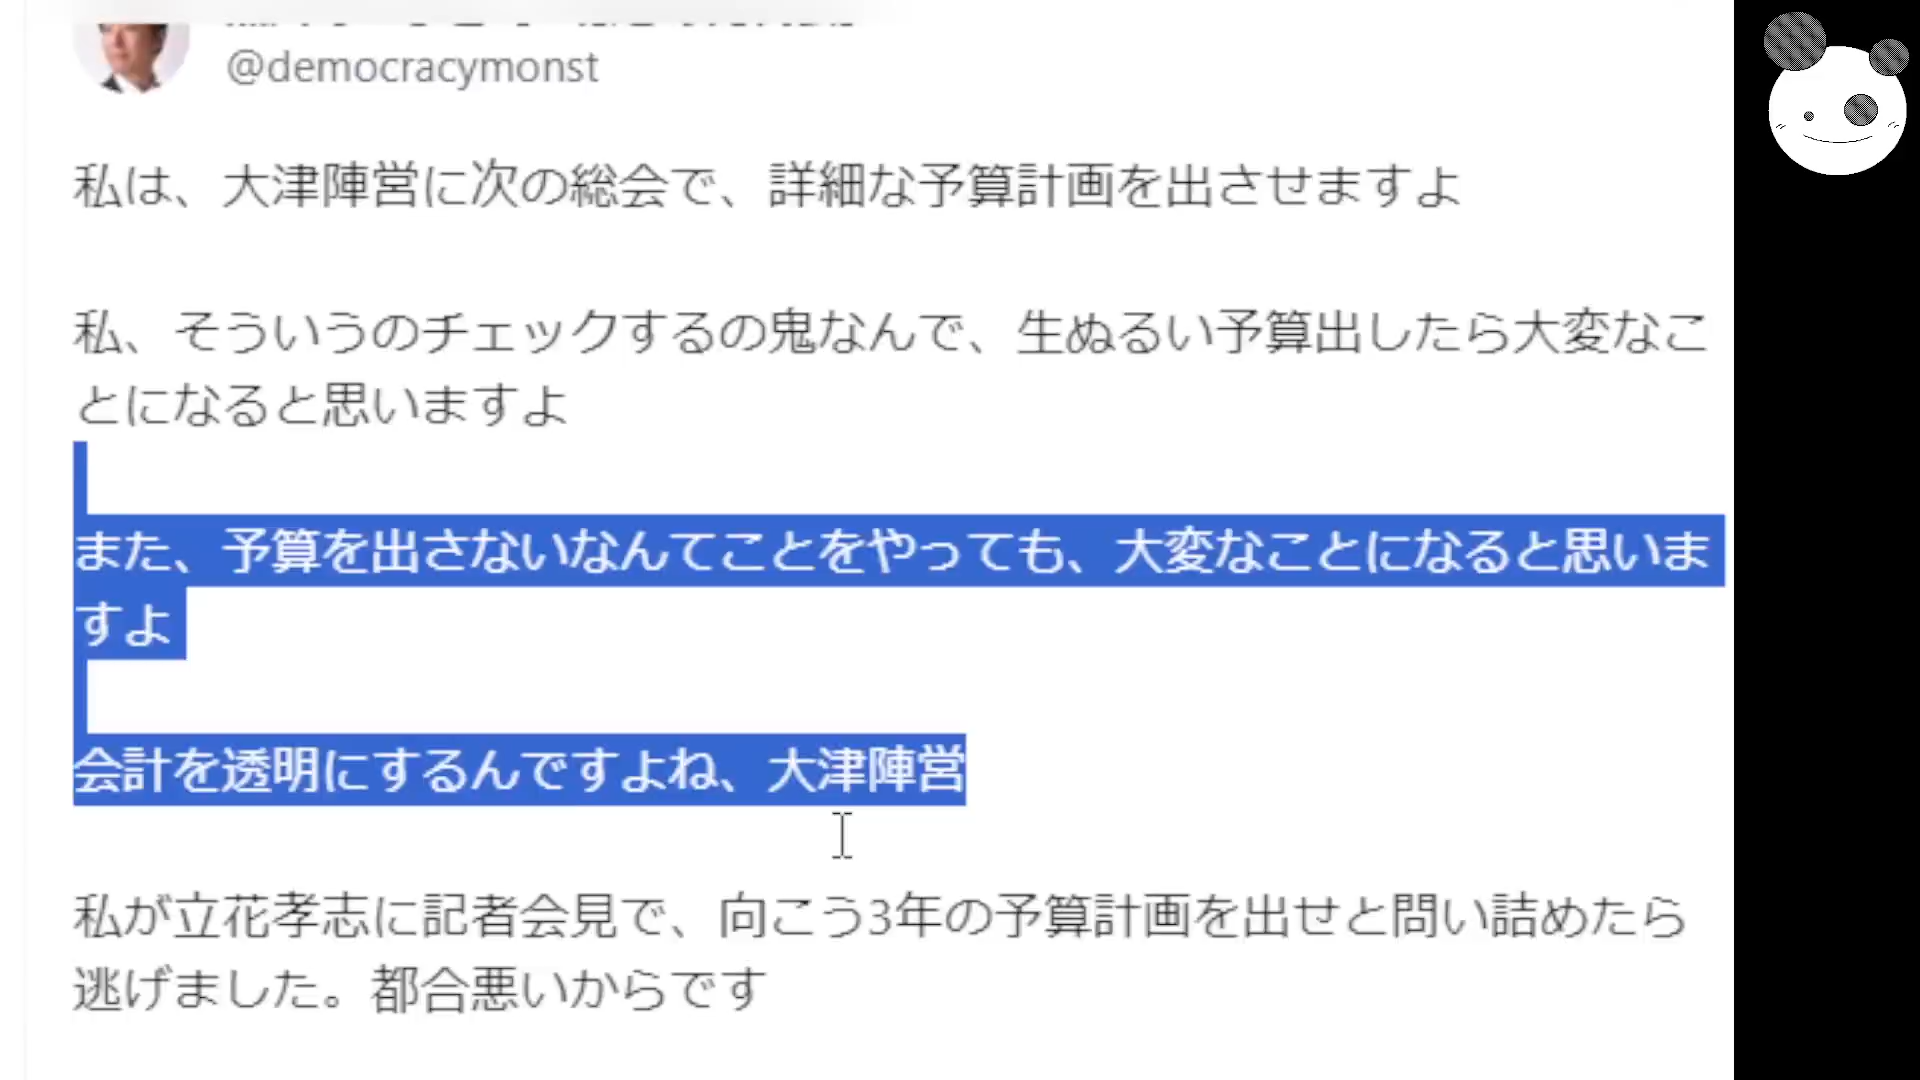 @democracymonst
私は、大津陣営に次の総会で、詳細な予算計画を出させますよ
私、そういうのチェックするの鬼なんで、生ぬるい予算出したら大変なこ
とになると思いますよ
また、予算を出さないなんてことをやっても、大変なことになると思いま
すよ
会計を透明にするんですよね、大津陣営
私が立花孝志に記者会見で、向こう3年の予算計画を出せと問い詰めたら
逃げました。都合悪いからです